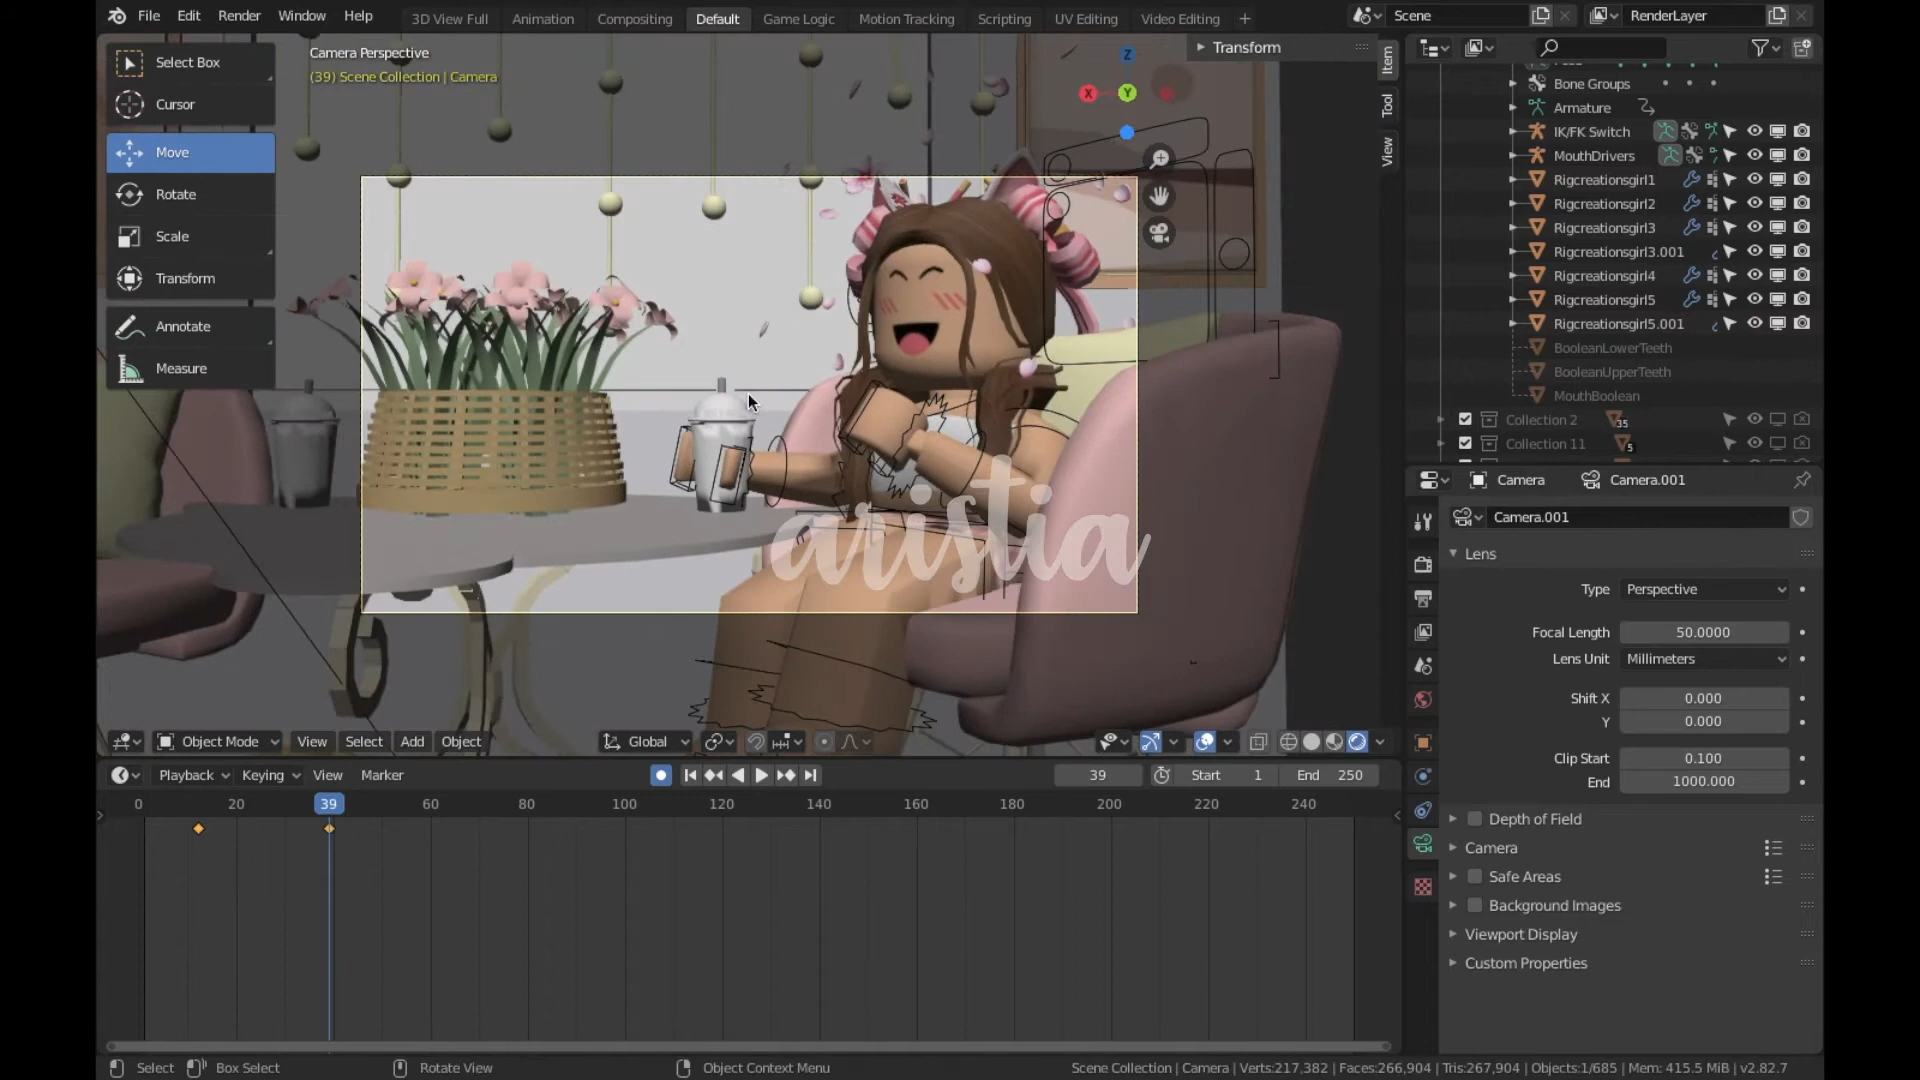 File Edit Render Window Help 3D View Full Animation Compositing Default Game Logic Motion Tracking Scripting UV Editing Video Editing + Scene RenderLayer
Select Box
Cursor
Move
Rotate
Scale
Transform
Annotate
Measure
Camera Perspective
(39) Scene Collection | Camera
Transform
Item
Tool
View
Z
X
Y
aristia
Bone Groups
Armature
IK/FK Switch
MouthDrivers
Rigcreationsgirl1
Rigcreationsgirl2
Rigcreationsgirl3
Rigcreationsgirl3.001
Rigcreationsgirl4
Rigcreationsgirl5
Rigcreationsgirl5.001
BooleanLowerTeeth
BooleanUpperTeeth
MouthBoolean
Collection 2 35
Collection 11 5
Camera Camera.001
Camera.001
Lens
Type Perspective
Focal Length 50.0000
Lens Unit Millimeters
Shift X 0.000
Y 0.000
Clip Start 0.100
End 1000.000
Depth of Field
Camera
Safe Areas
Background Images
Viewport Display
Custom Properties
Object Mode View Select Add Object Global
Playback Keying View Marker 39 Start 1 End 250
0 20 39 60 80 100 120 140 160 180 200 220 240
Select Box Select Rotate View Object Context Menu Scene Collection | Camera | Verts:217,382 | Faces:266,904 | Tris:267,904 | Objects:1/685 | Mem: 415.5 MiB | v2.82.7